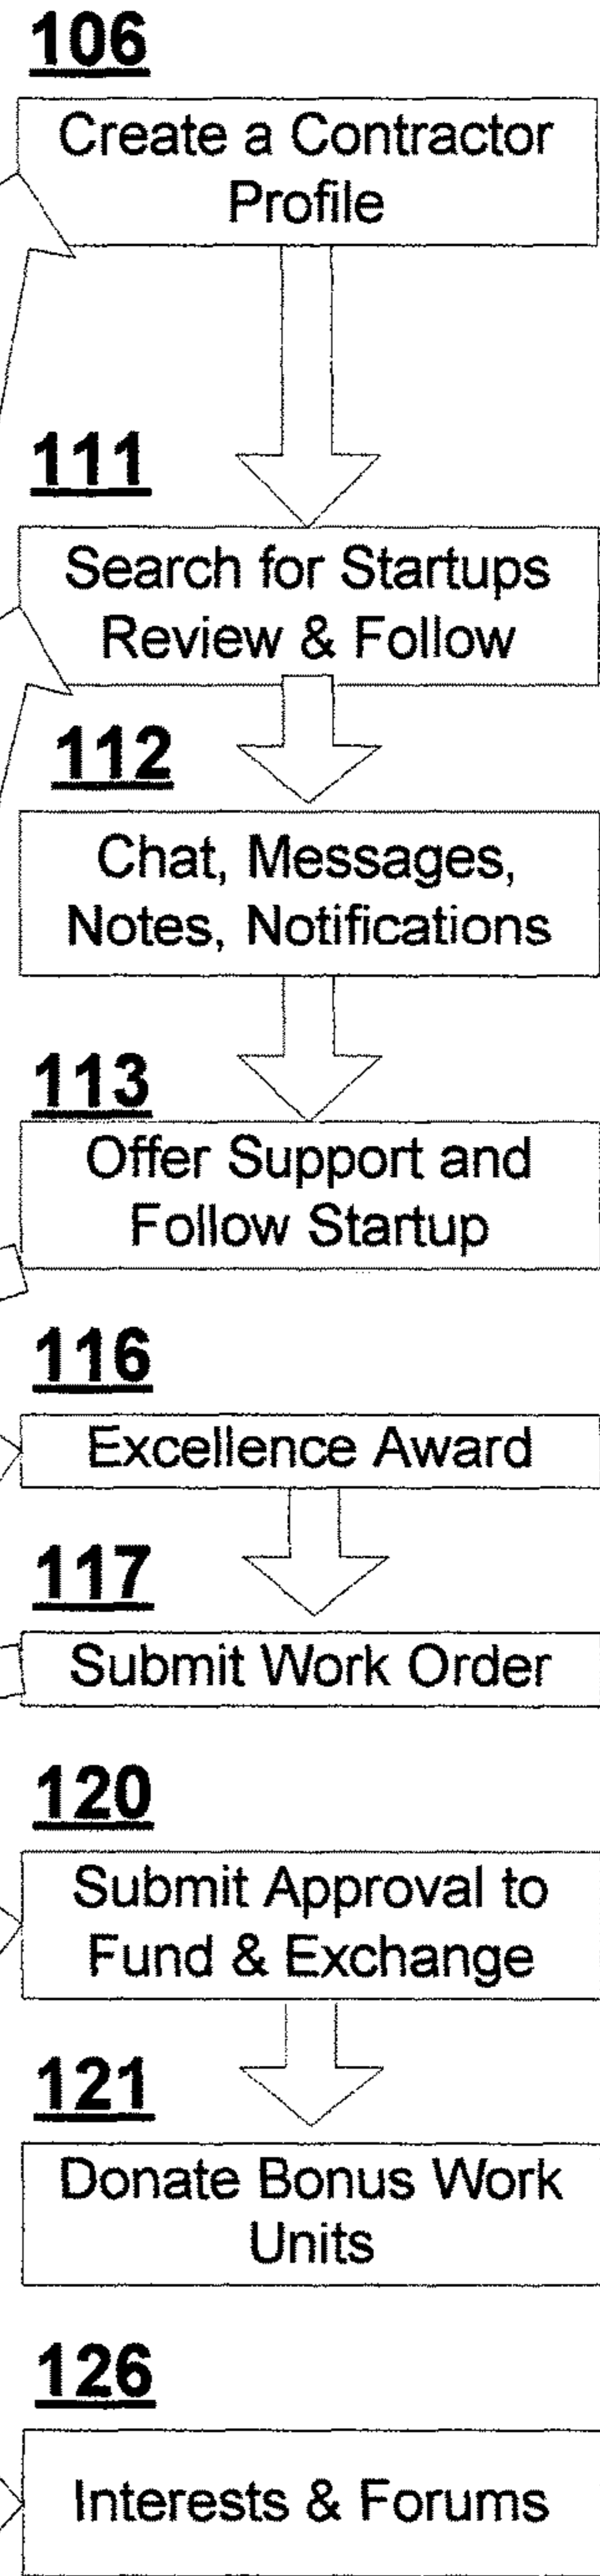 106
Create a Contractor
Profile
111
Search for Startups
Review & Follow
112
Chat, Messages,
Notes, Notifications
113
Offer Support and
Follow Startup
116
Excellence Award
117
Submit Work Order
120
Submit Approval to
Fund & Exchange
121
Donate Bonus Work
Units
126
Interests & Forums